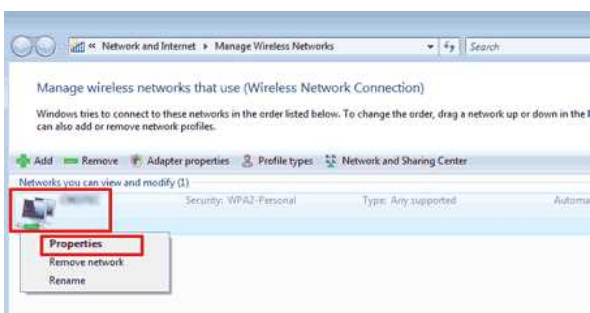 « Network and Internet ▸ Manage Wireless Networks Search
Manage wireless networks that use (Wireless Network Connection)
Windows tries to connect to these networks in the order listed below. To change the order, drag a network up or down in the
can also add or remove network profiles.
Add Remove Adapter properties Profile types Network and Sharing Center
Networks you can view and modify (1)
Security: WPA2-Personal Type: Any supported Automa
Properties
Remove network
Rename